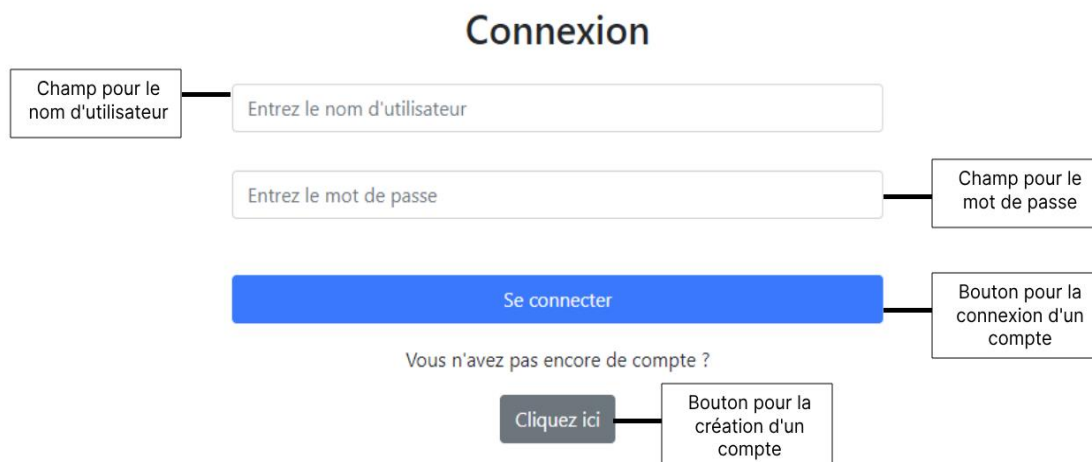 Connexion
Champ pour le
nom d'utilisateur
Entrez le nom d'utilisateur
Entrez le mot de passe
Champ pour le
mot de passe
Se connecter
Bouton pour la
connexion d'un
compte
Vous n'avez pas encore de compte ?
Cliquez ici
Bouton pour la
création d'un
compte